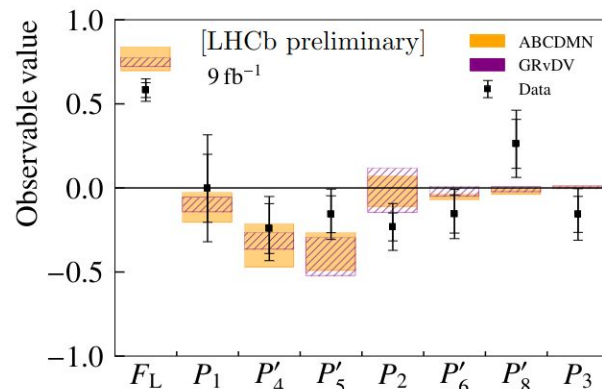 [LHCb preliminary]
9 fb⁻¹
ABCDMN
GRvDV
Data
Observable value
1.0
0.5
0.0
−0.5
−1.0
F_L P_1 P′_4 P′_5 P_2 P′_6 P′_8 P_3